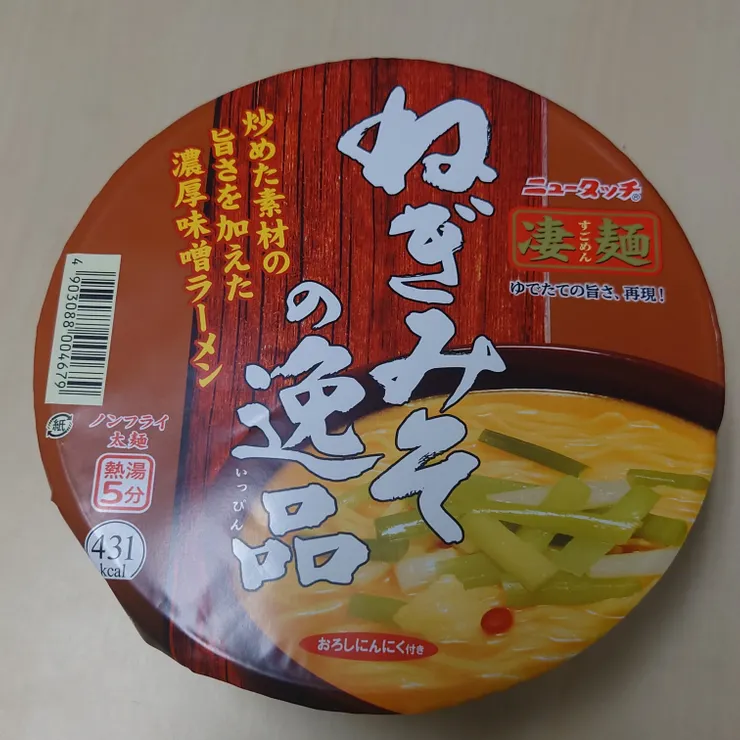 ねぎみそ
の逸品
いっぴん
炒めた素材の
旨さを加えた
濃厚味噌ラーメン
ニュータッチ®
凄麺
すごめん
ゆでたての旨さ、再現!
4903088004679
紙
ノンフライ
太麺
熱湯
5分
431
kcal
おろしにんにく付き